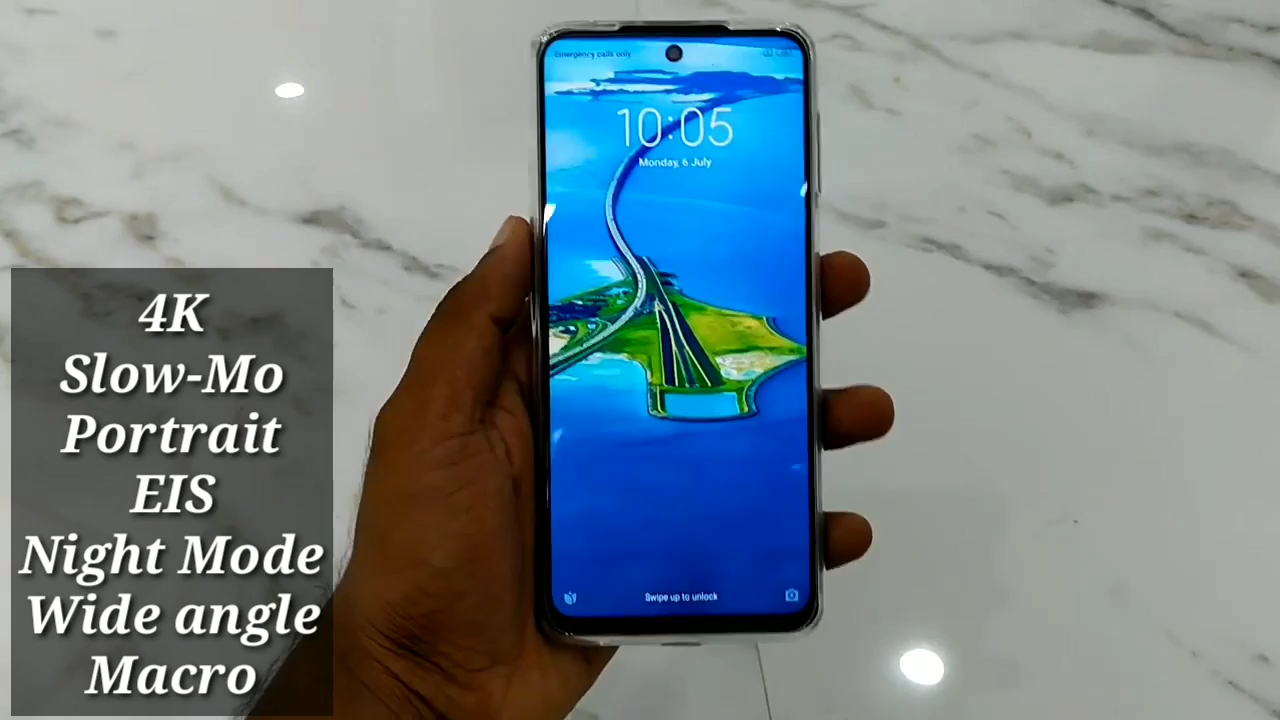 Emergency calls only
10:05
Monday, 6 July
Swipe up to unlock
4K
Slow-Mo
Portrait
EIS
Night Mode
Wide angle
Macro